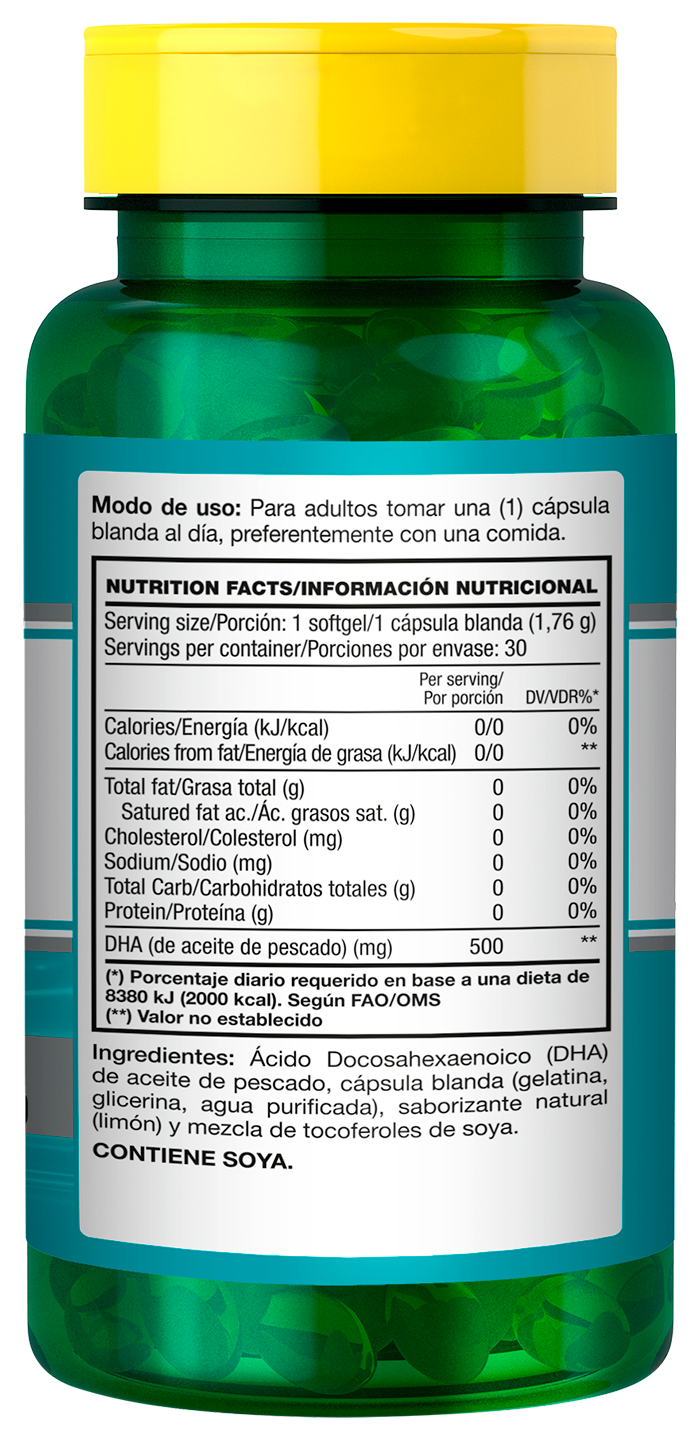 Modo de uso: Para adultos tomar una (1) cápsula
blanda al día, preferentemente con una comida.
NUTRITION FACTS/INFORMACIÓN NUTRICIONAL
Serving size/Porción: 1 softgel/1 cápsula blanda (1,76 g)
Servings per container/Porciones por envase: 30
Per serving/
Por porción DV/VDR%*
Calories/Energía (kJ/kcal) 0/0 0%
Calories from fat/Energía de grasa (kJ/kcal) 0/0 **
Total fat/Grasa total (g) 0 0%
Satured fat ac./Ác. grasos sat. (g) 0 0%
Cholesterol/Colesterol (mg) 0 0%
Sodium/Sodio (mg) 0 0%
Total Carb/Carbohidratos totales (g) 0 0%
Protein/Proteína (g) 0 0%
DHA (de aceite de pescado) (mg) 500 **
(*) Porcentaje diario requerido en base a una dieta de
8380 kJ (2000 kcal). Según FAO/OMS
(**) Valor no establecido
Ingredientes: Ácido Docosahexaenoico (DHA)
de aceite de pescado, cápsula blanda (gelatina,
glicerina, agua purificada), saborizante natural
(limón) y mezcla de tocoferoles de soya.
CONTIENE SOYA.